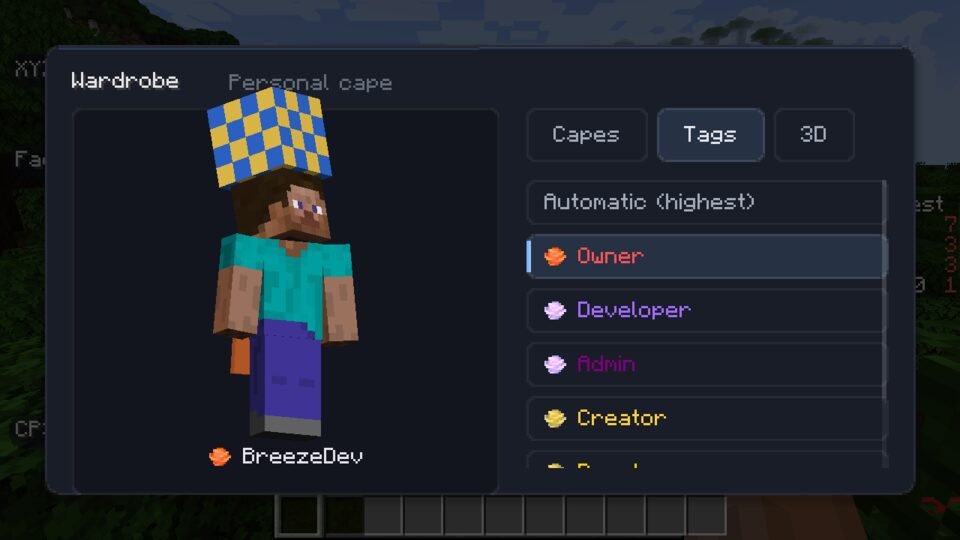 Wardrobe
Personal cape
Capes
Tags
3D
Automatic (highest)
Owner
Developer
Admin
Creator
BreezeDev